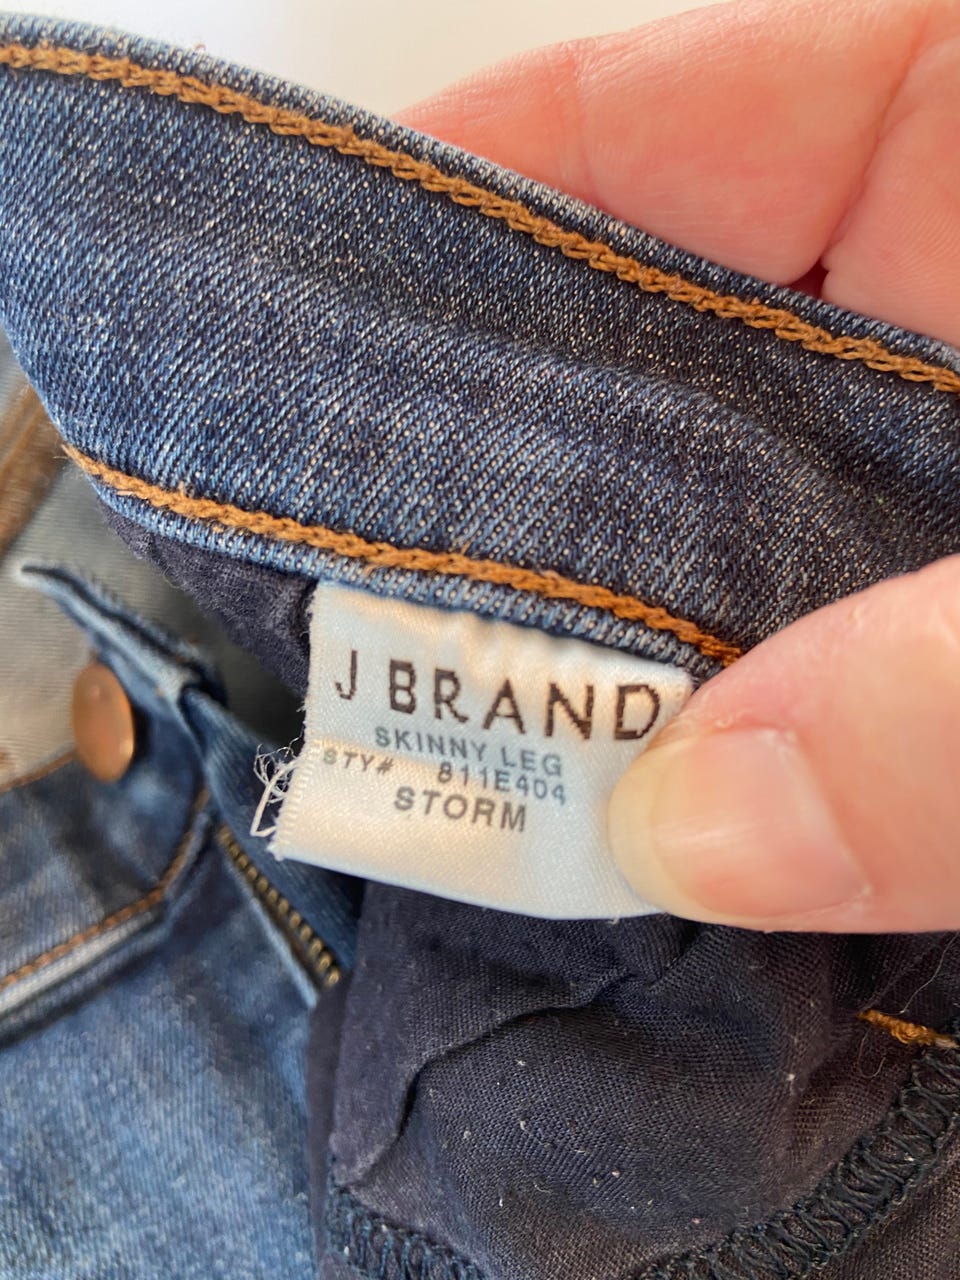 J BRAND
SKINNY LEG
STY# 811E404
STORM